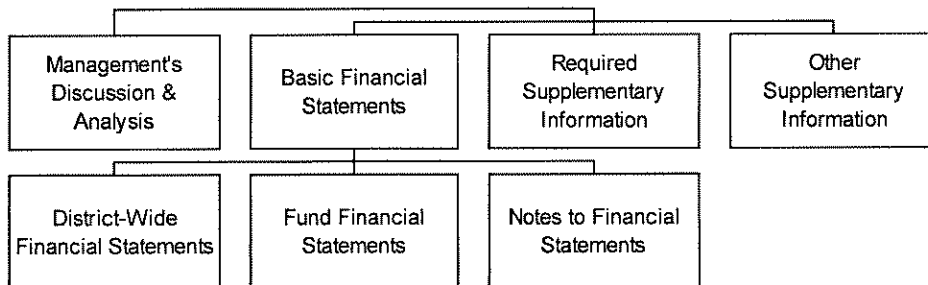 Management's
Discussion &
Analysis
Basic Financial
Statements
Required
Supplementary
Information
Other
Supplementary
Information
District-Wide
Financial Statements
Fund Financial
Statements
Notes to Financial
Statements